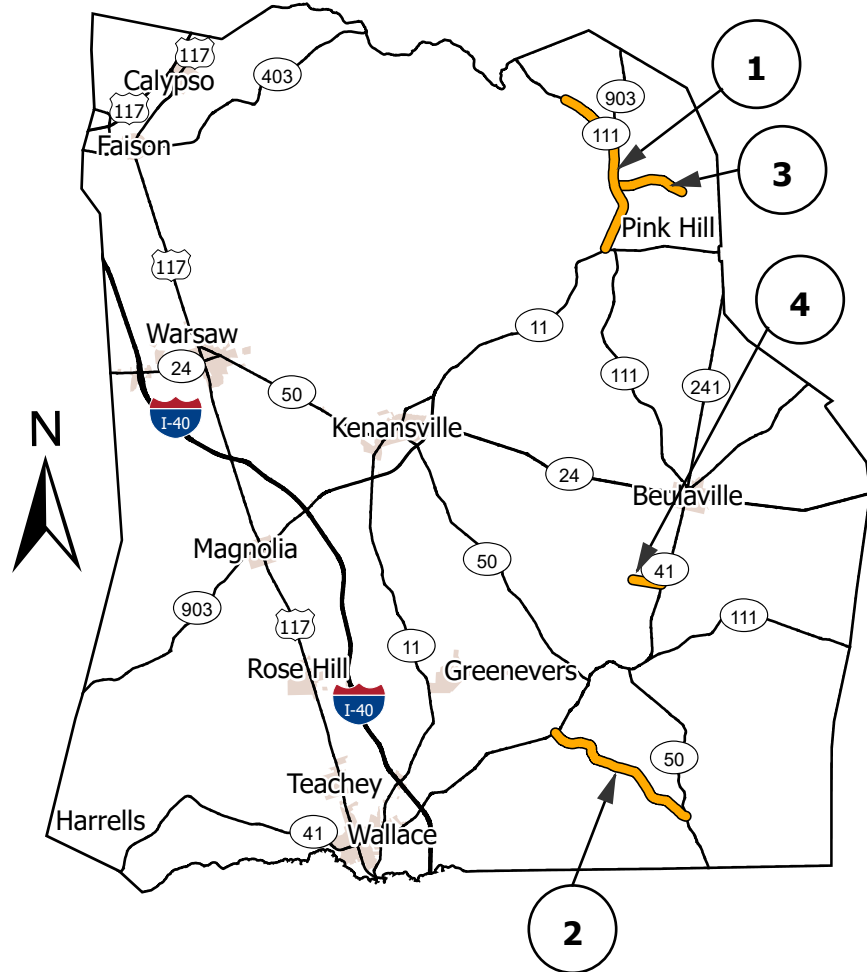 117
Calypso
403
117
Faison
1
903
111
3
Pink Hill
117
4
11
Warsaw
24
50
111
241
I-40
N
Kenansville
24
Beulaville
Magnolia
50
41
903
117
111
11
Rose Hill
Greenevers
I-40
50
Teachey
Harrells
41
Wallace
2